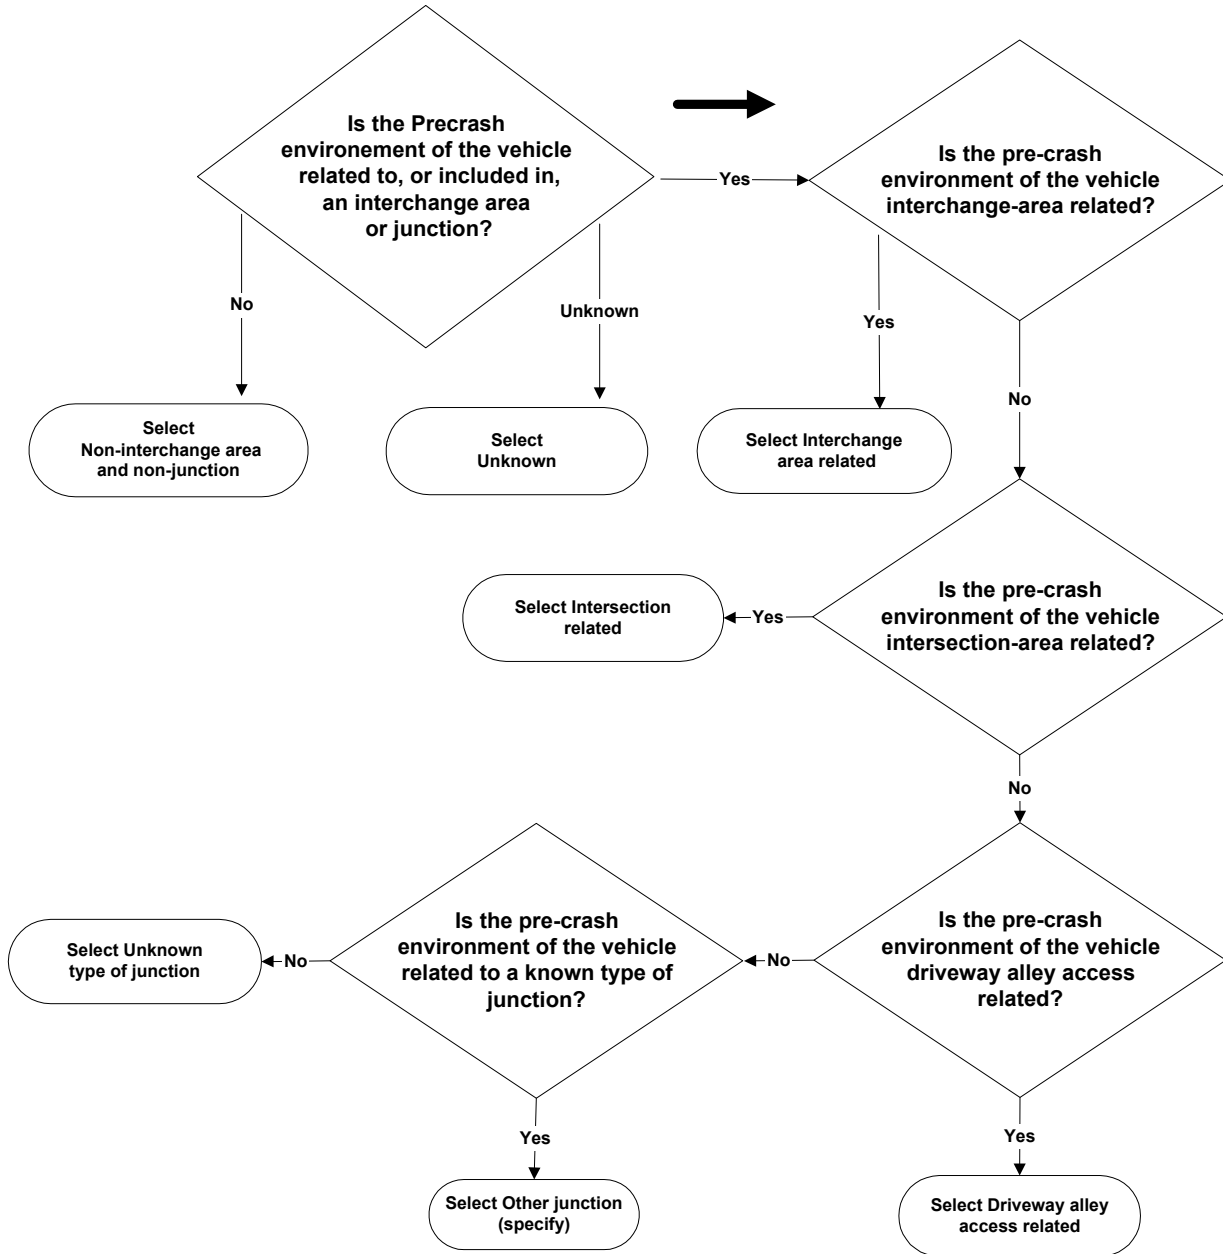 Is the Precrash
environement of the vehicle
related to, or included in,
an interchange area
or junction?
Yes
Is the pre-crash
environment of the vehicle
interchange-area related?
No
Unknown
Yes
No
Select
Non-interchange area
and non-junction
Select
Unknown
Select Interchange
area related
Select Intersection
related
Yes
Is the pre-crash
environment of the vehicle
intersection-area related?
No
Select Unknown
type of junction
No
Is the pre-crash
environment of the vehicle
related to a known type of
junction?
No
Is the pre-crash
environment of the vehicle
driveway alley access
related?
Yes
Yes
Select Other junction
(specify)
Select Driveway alley
access related